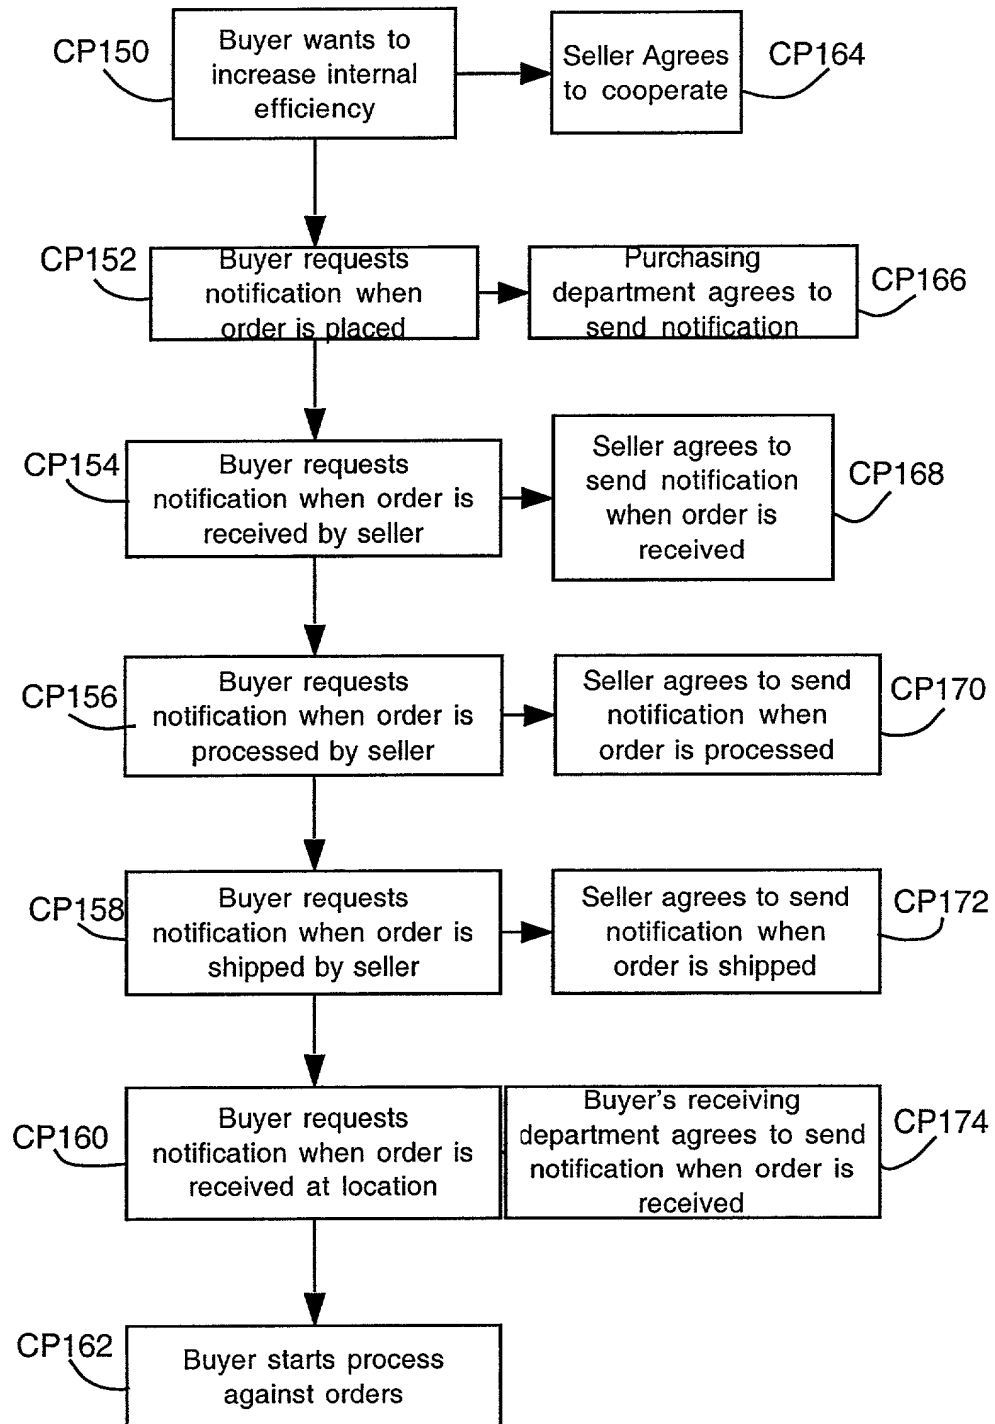 CP150
Buyer wants to
increase internal
efficiency
Seller Agrees
to cooperate
CP164
CP152
Buyer requests
notification when
order is placed
Purchasing
department agrees to
send notification
CP166
CP154
Buyer requests
notification when order is
received by seller
Seller agrees to
send notification
when order is
received
CP168
CP156
Buyer requests
notification when order is
processed by seller
Seller agrees to send
notification when
order is processed
CP170
CP158
Buyer requests
notification when order is
shipped by seller
Seller agrees to send
notification when
order is shipped
CP172
CP160
Buyer requests
notification when order is
received at location
Buyer's receiving
department agrees to send
notification when order is
received
CP174
CP162
Buyer starts process
against orders